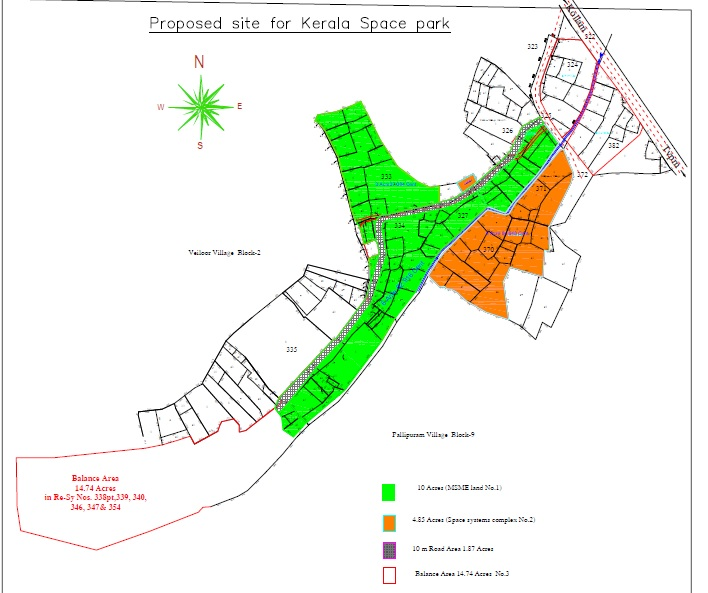 Proposed site for Kerala Space park
N
W
E
S
Kollam
322
323
324
325
326
382
372
Tvpm
353
371
327
334
370
Veiloor Village Block-2
335
Pallipuram Village Block-9
Balance Area
14.74 Acres
in Re-Sy Nos. 338pt,339, 340,
346, 347& 354
10 Acres (MSME land No.1)
4.85 Acres (Space systems complex No.2)
10 m Road Area 1.87 Acres
Balance Area 14.74 Acres No.3